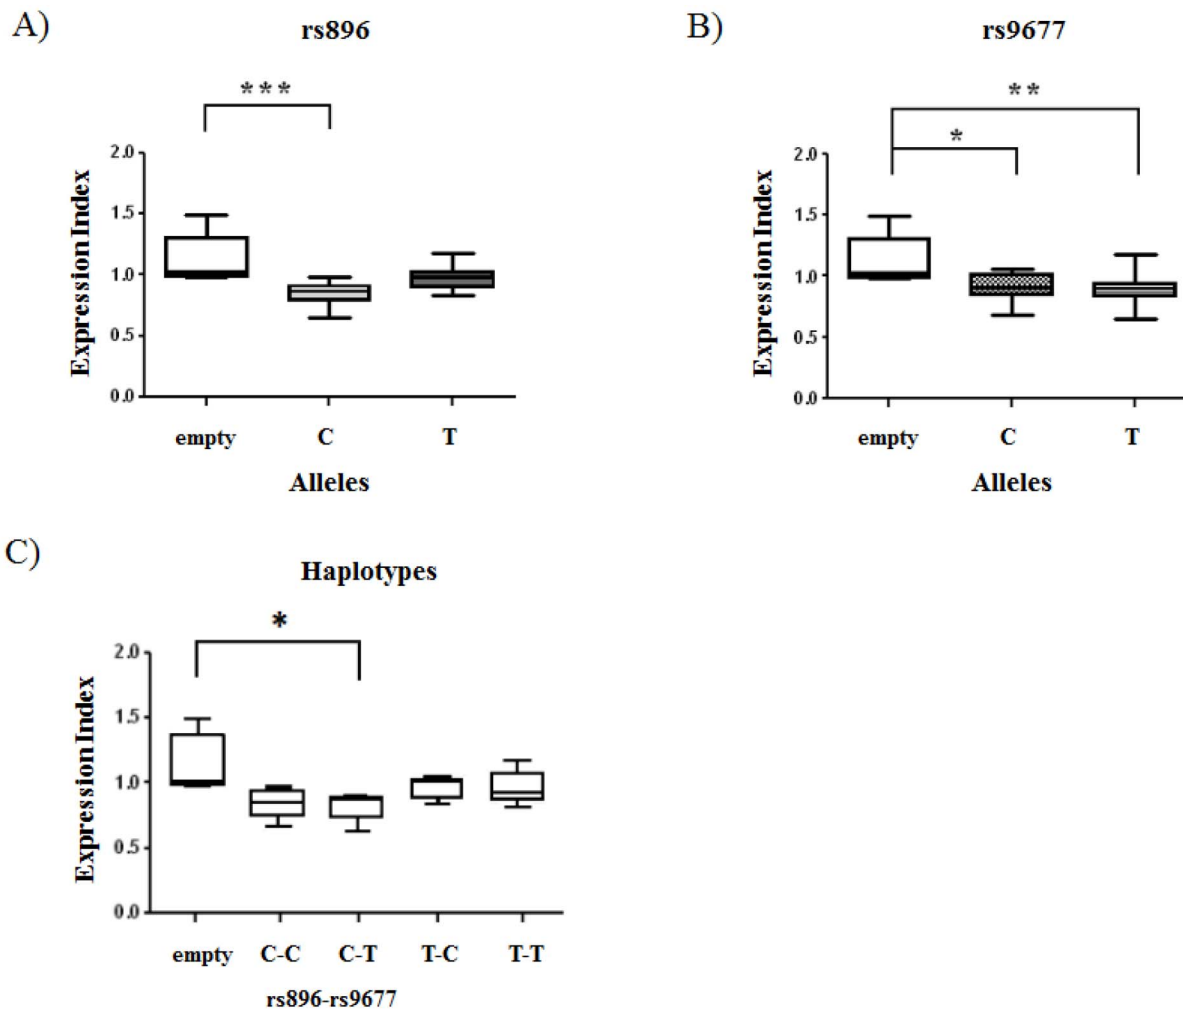 A)
rs896
***
2.0
1.5
1.0
0.5
0.0
Expression Index
empty C T
Alleles
B)
rs9677
**
*
2.0
1.5
1.0
0.5
0.0
Expression Index
empty C T
Alleles
C)
Haplotypes
*
2.0
1.5
1.0
0.5
0.0
Expression Index
empty C-C C-T T-C T-T
rs896-rs9677